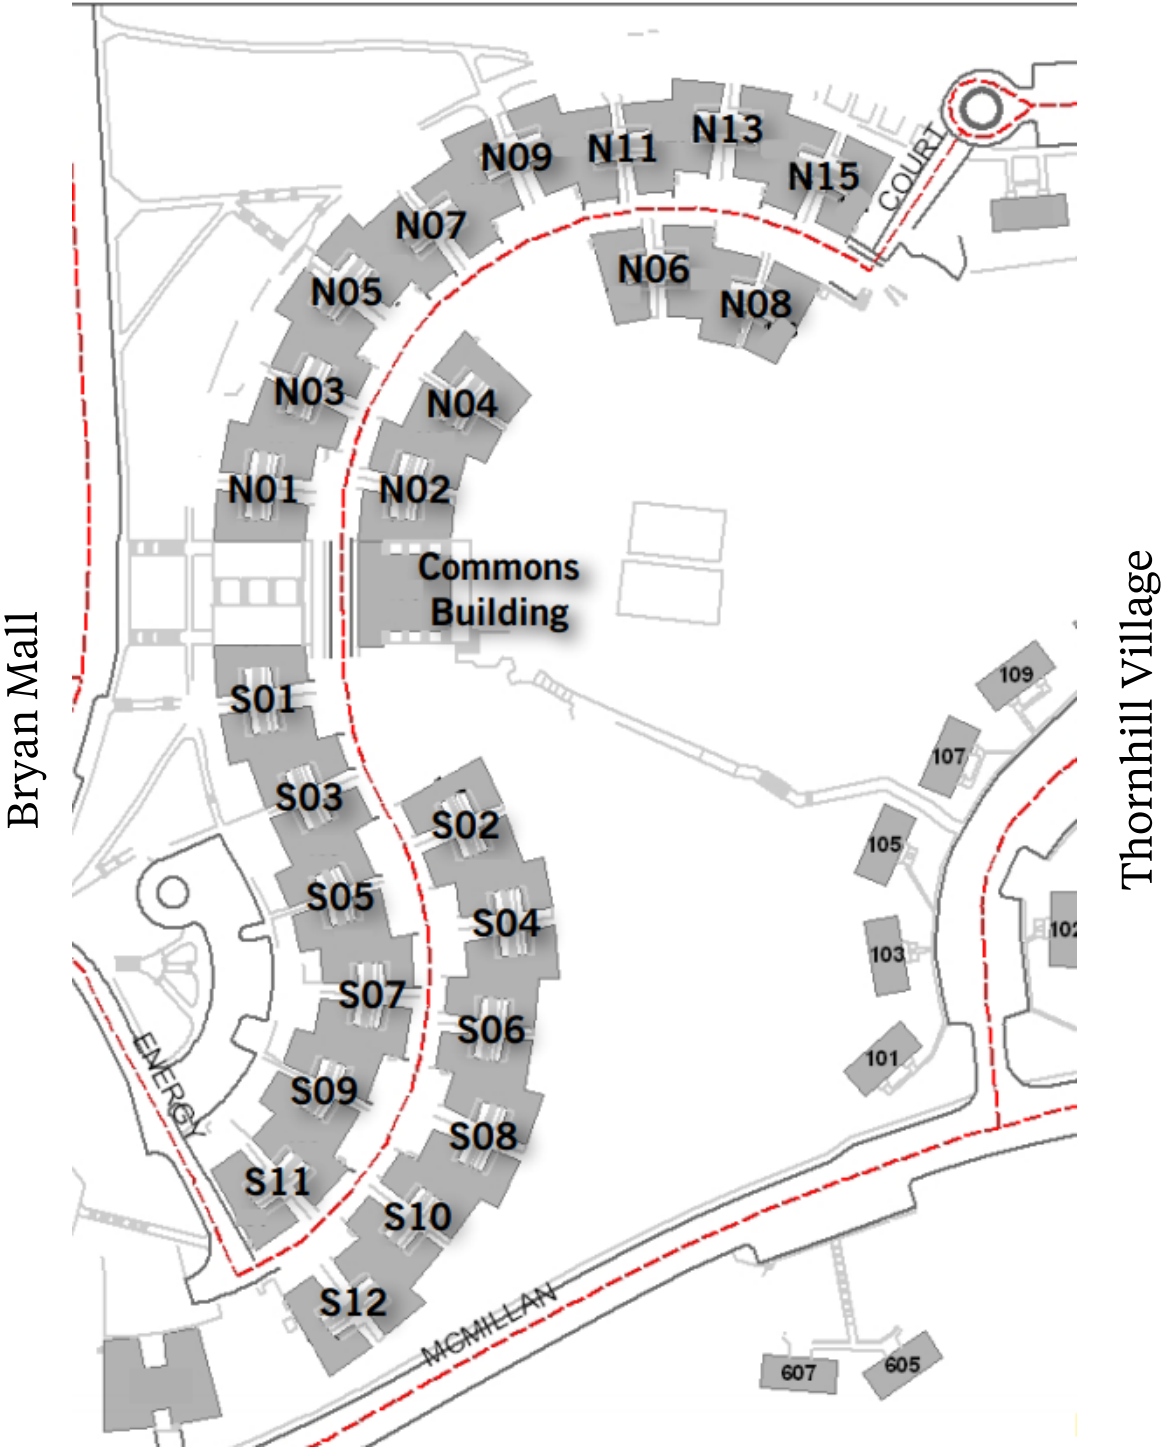 N13
N11
N09
N15
COURT
N07
N06
N05
N08
N03
N04
N01
N02
Commons
Building
Bryan Mall
Thornhill Village
S01
109
107
S03
S02
105
S05
S04
102
103
S07
S06
ENERGY
101
S09
S08
S11
S10
S12
MCMILLAN
607
605